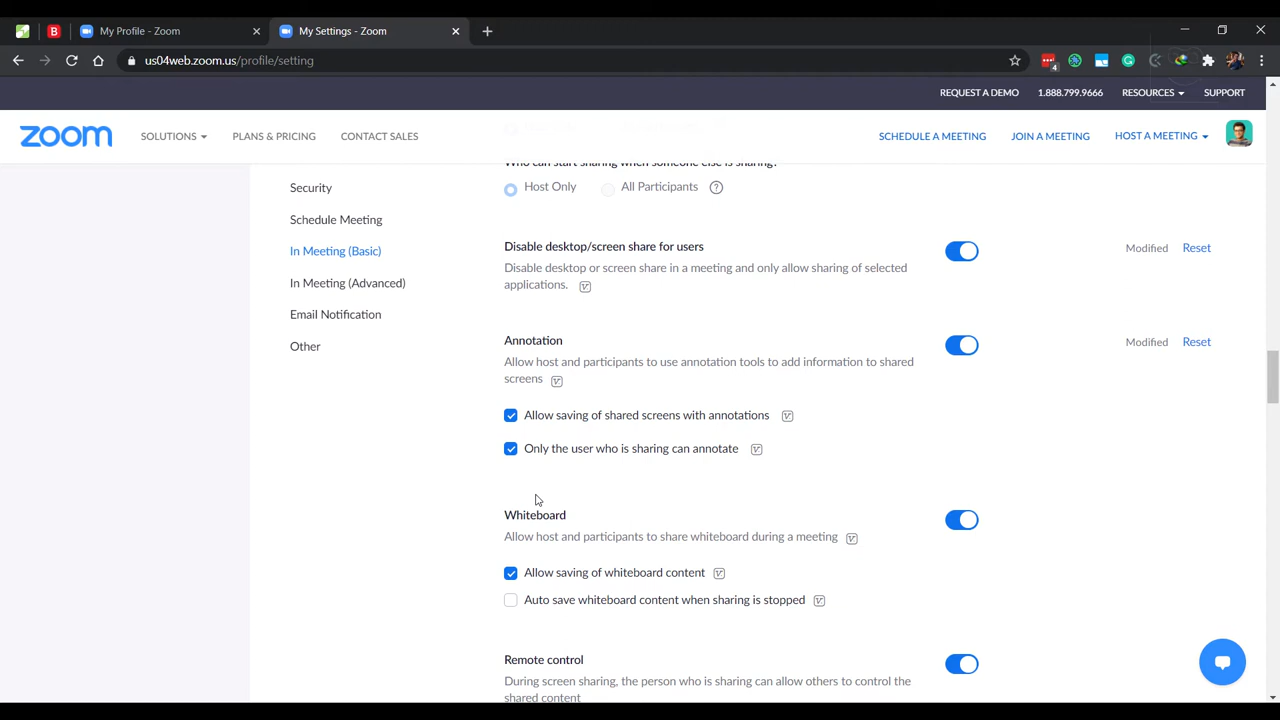 My Profile - Zoom
My Settings - Zoom
us04web.zoom.us/profile/setting
4
REQUEST A DEMO 1.888.799.9666 RESOURCES SUPPORT
zoom SOLUTIONS PLANS & PRICING CONTACT SALES SCHEDULE A MEETING JOIN A MEETING HOST A MEETING
Who can start sharing when someone else is sharing?
Host Only All Participants ?
Security
Schedule Meeting
In Meeting (Basic)
In Meeting (Advanced)
Email Notification
Other
Disable desktop/screen share for users Modified Reset
Disable desktop or screen share in a meeting and only allow sharing of selected
applications.
Annotation Modified Reset
Allow host and participants to use annotation tools to add information to shared
screens
Allow saving of shared screens with annotations
Only the user who is sharing can annotate
Whiteboard
Allow host and participants to share whiteboard during a meeting
Allow saving of whiteboard content
Auto save whiteboard content when sharing is stopped
Remote control
During screen sharing, the person who is sharing can allow others to control the
shared content